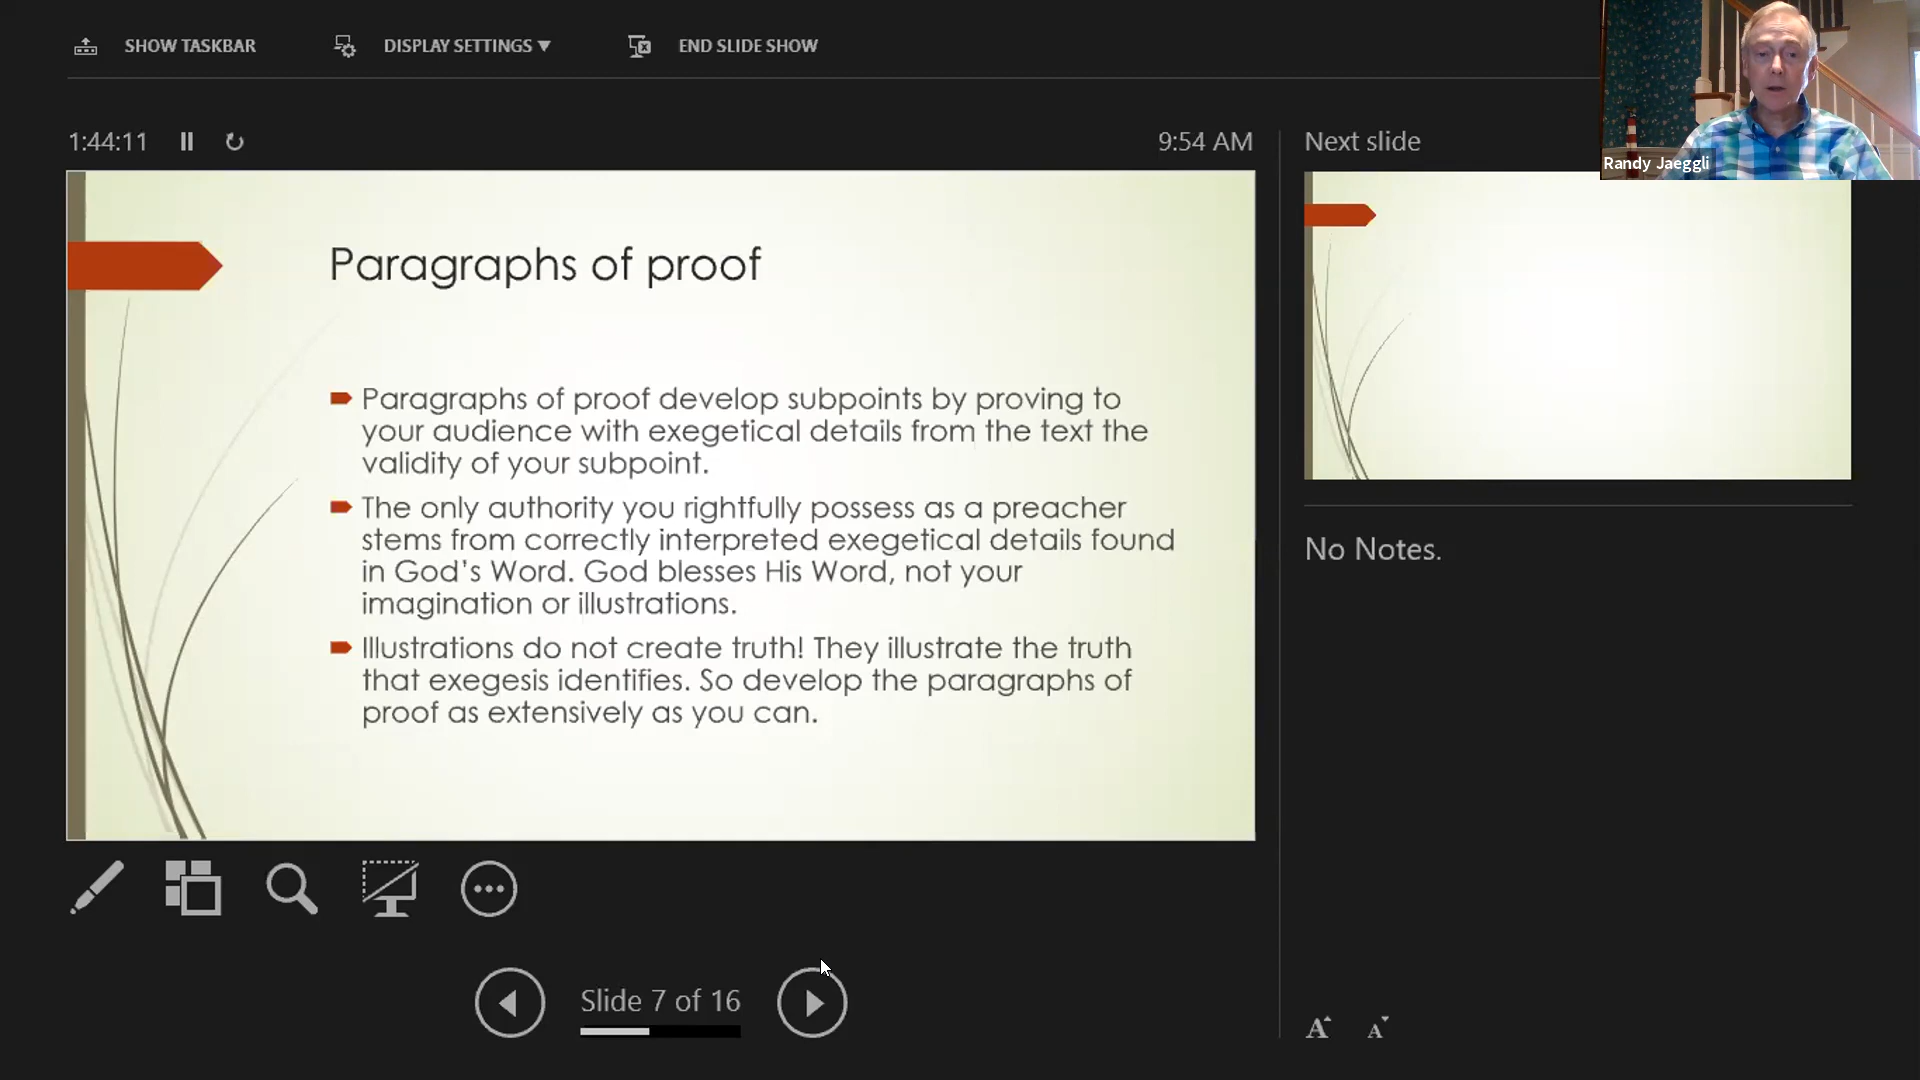 SHOW TASKBAR
DISPLAY SETTINGS ▼
END SLIDE SHOW
Randy Jaeggli
1:44:11
9:54 AM
Next slide
Paragraphs of proof
Paragraphs of proof develop subpoints by proving to
your audience with exegetical details from the text the
validity of your subpoint.
The only authority you rightfully possess as a preacher
stems from correctly interpreted exegetical details found
in God's Word. God blesses His Word, not your
imagination or illustrations.
Illustrations do not create truth! They illustrate the truth
that exegesis identifies. So develop the paragraphs of
proof as extensively as you can.
No Notes.
Slide 7 of 16
A A